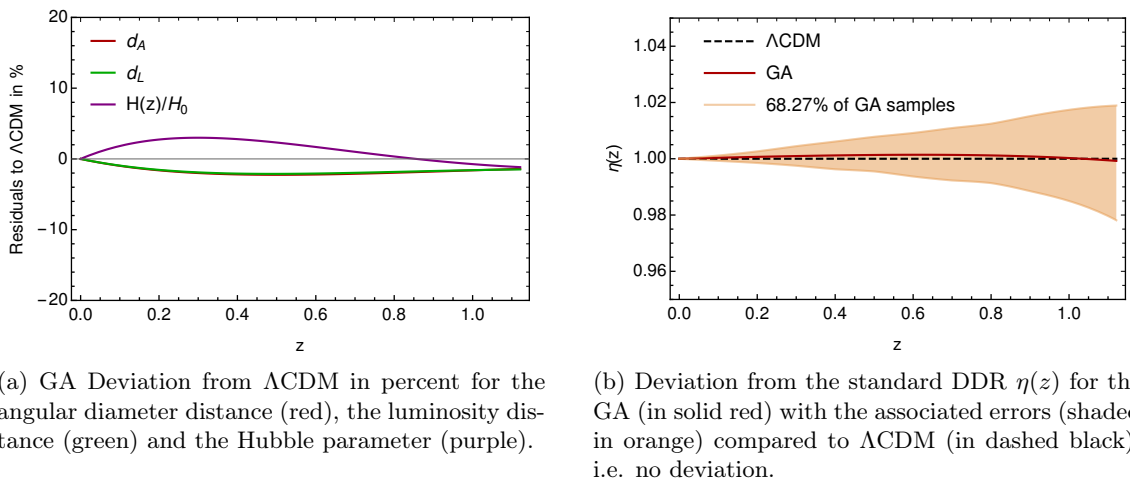 20
10
0
−10
−20
Residuals to ΛCDM in %
d_A
d_L
H(z)/H_0
0.0 0.2 0.4 0.6 0.8 1.0
z
1.04
1.02
1.00
0.98
0.96
η(z)
ΛCDM
GA
68.27% of GA samples
0.0 0.2 0.4 0.6 0.8 1.0
z
(a) GA Deviation from ΛCDM in percent for the
angular diameter distance (red), the luminosity dis-
tance (green) and the Hubble parameter (purple).
(b) Deviation from the standard DDR η(z) for the
GA (in solid red) with the associated errors (shaded
in orange) compared to ΛCDM (in dashed black)
i.e. no deviation.